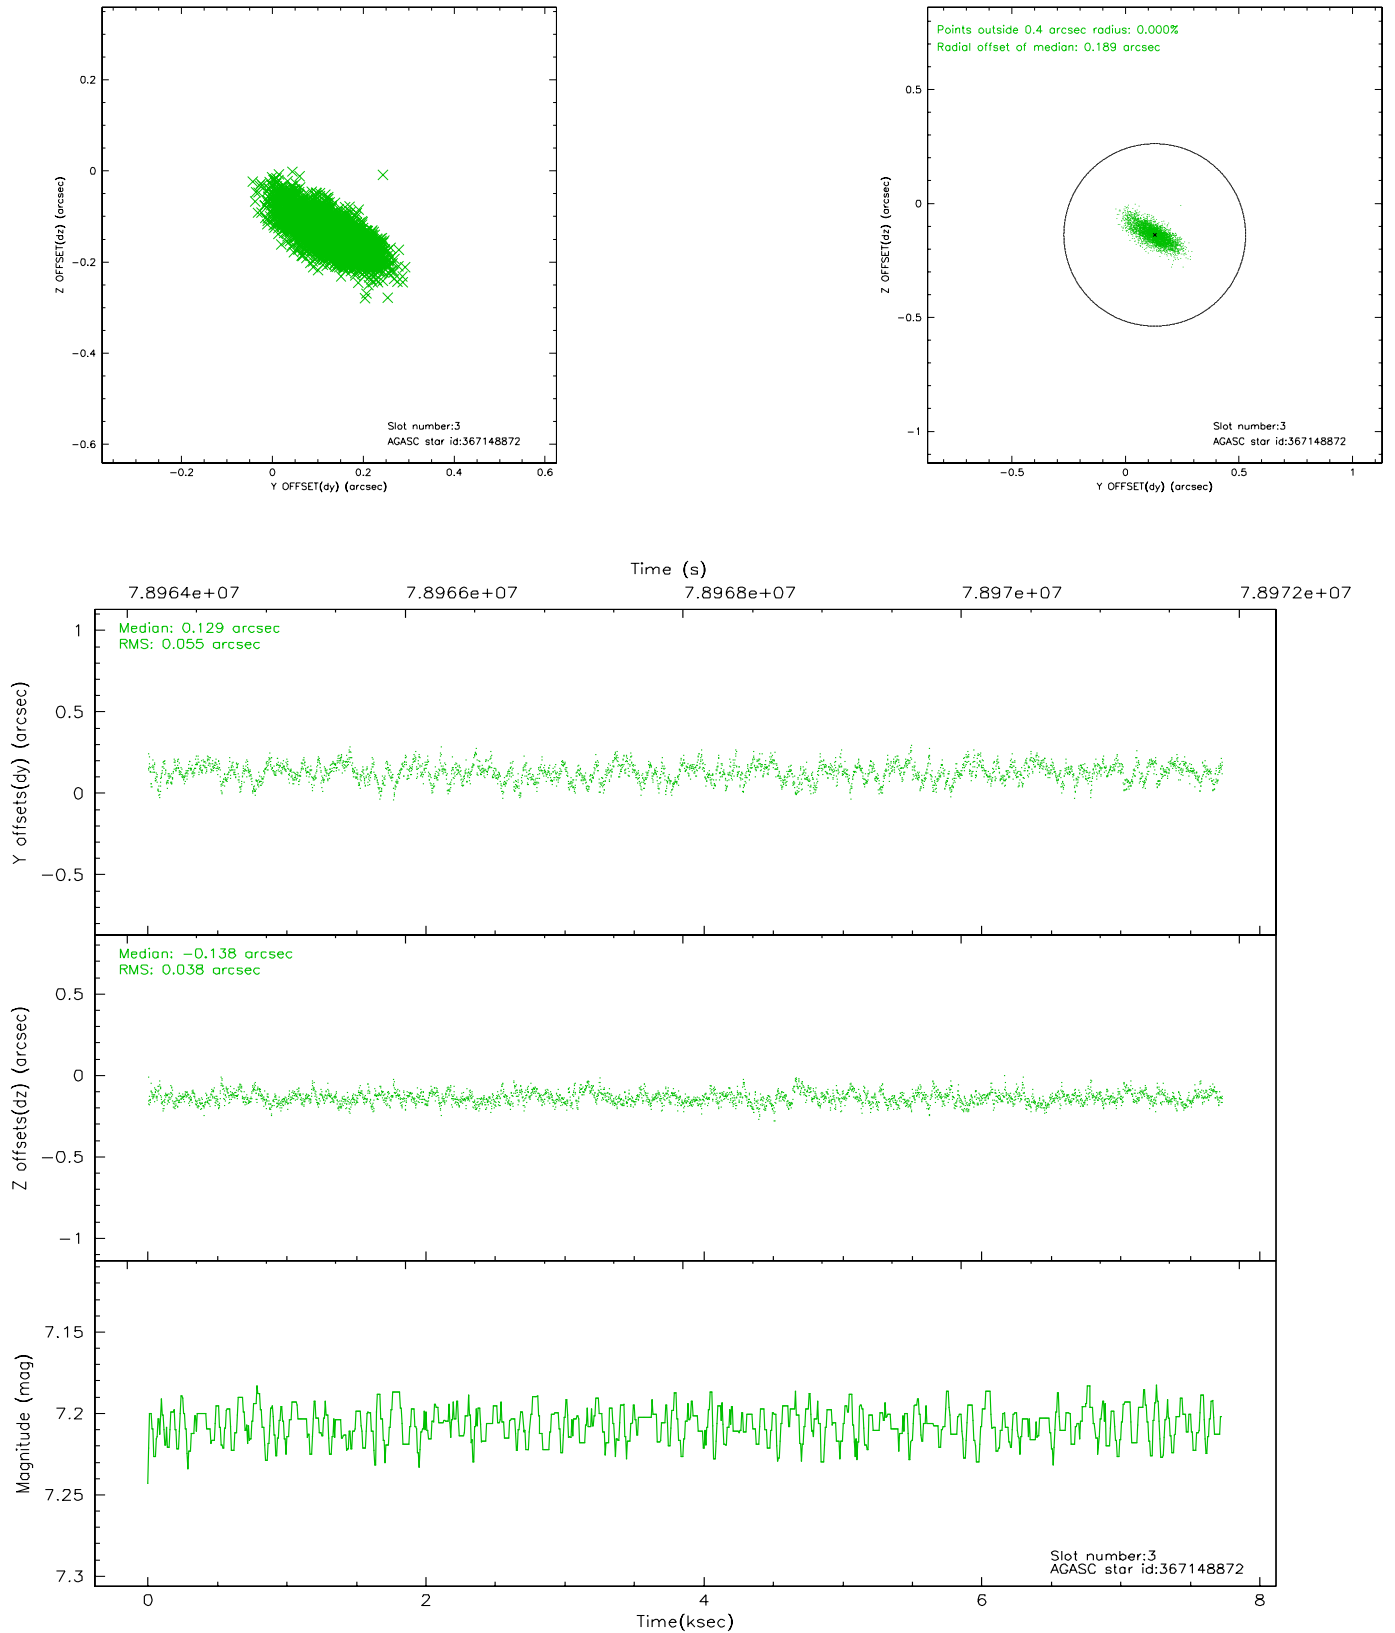 0.2
0
−0.2
−0.4
−0.6
Z OFFSET(dz) (arcsec)
Slot number:3
AGASC star id:367148872
−0.2 0 0.2 0.4 0.6
Y OFFSET(dy) (arcsec)
Points outside 0.4 arcsec radius: 0.000%
Radial offset of median: 0.189 arcsec
0.5
0
−0.5
−1
Z OFFSET(dz) (arcsec)
Slot number:3
AGASC star id:367148872
−0.5 0 0.5 1
Y OFFSET(dy) (arcsec)
Time (s)
7.8964e+07 7.8966e+07 7.8968e+07 7.897e+07 7.8972e+07
Median: 0.129 arcsec
RMS: 0.055 arcsec
1
0.5
0
−0.5
Y offsets(dy) (arcsec)
Median: −0.138 arcsec
RMS: 0.038 arcsec
0.5
0
−0.5
−1
Z offsets(dz) (arcsec)
7.15
7.2
7.25
7.3
Magnitude (mag)
Slot number:3
AGASC star id:367148872
0 2 4 6 8
Time(ksec)